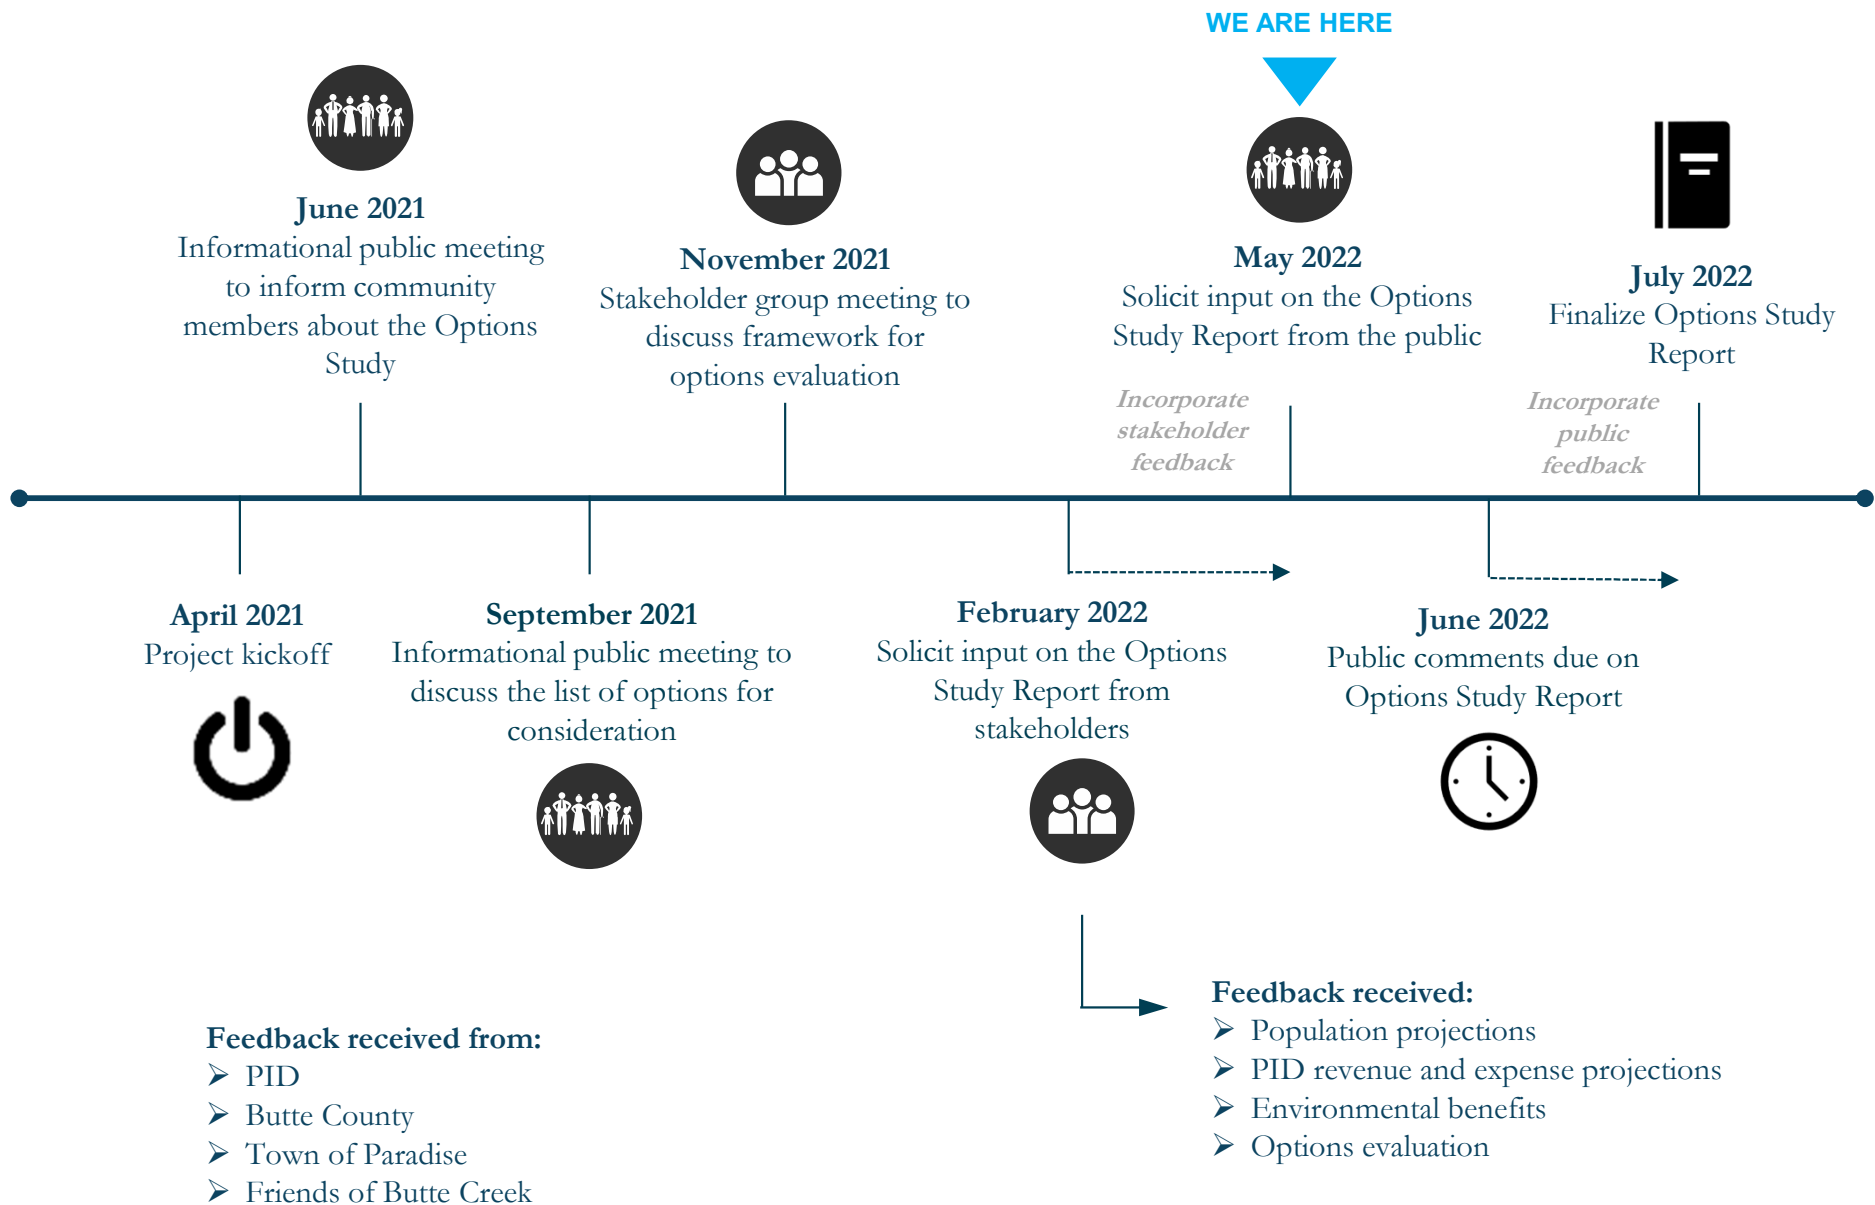 WE ARE HERE
June 2021
Informational public meeting
to inform community
members about the Options
Study
November 2021
Stakeholder group meeting to
discuss framework for
options evaluation
May 2022
Solicit input on the Options
Study Report from the public
July 2022
Finalize Options Study
Report
Incorporate
stakeholder
feedback
Incorporate
public
feedback
April 2021
Project kickoff
September 2021
Informational public meeting to
discuss the list of options for
consideration
February 2022
Solicit input on the Options
Study Report from
stakeholders
June 2022
Public comments due on
Options Study Report
Feedback received from:
➢ PID
➢ Butte County
➢ Town of Paradise
➢ Friends of Butte Creek
Feedback received:
➢ Population projections
➢ PID revenue and expense projections
➢ Environmental benefits
➢ Options evaluation